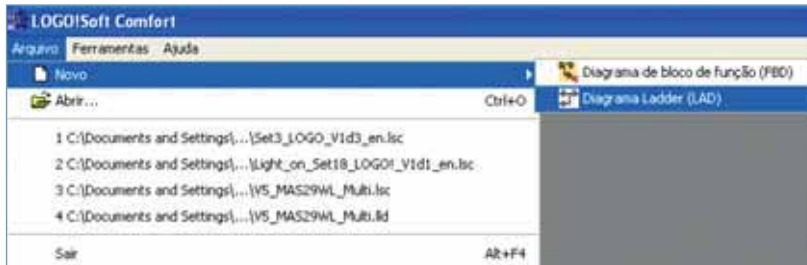 LOGO!Soft Comfort
Arquivo Ferramentas Ajuda
Novo
Diagrama de bloco de função (FBD)
Abrir... Ctrl+O
Diagrama Ladder (LAD)
1 C:\Documents and Settings\...\Set3_LOGO_V1d3_en.lsc
2 C:\Documents and Settings\...\Light_on_Set18_LOGO!_V1d1_en.lsc
3 C:\Documents and Settings\...\V5_MAS29WL_Multi.lsc
4 C:\Documents and Settings\...\V5_MAS29WL_Multi.lld
Sair Alt+F4